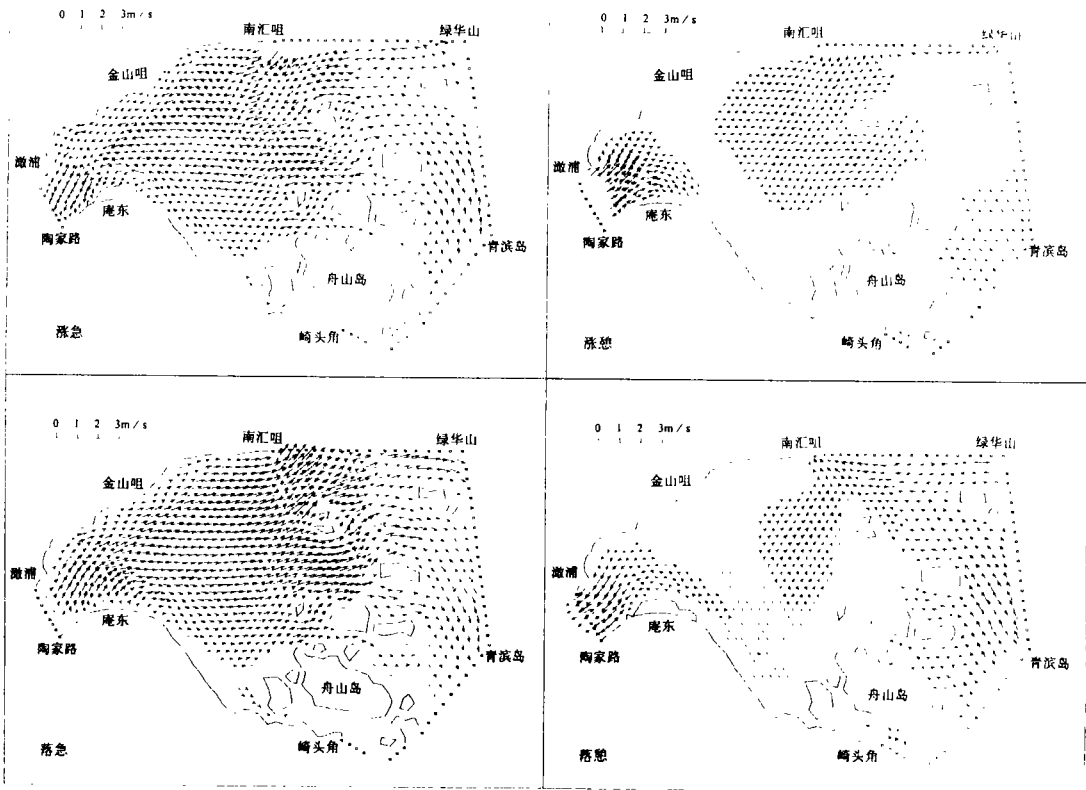 0 1 2 3m/s
南汇咀
绿华山
金山咀
澉浦
庵东
陶家路
青滨岛
舟山岛
崎头角
涨急
0 1 2 3m/s
南汇咀
绿华山
金山咀
澉浦
庵东
陶家路
青滨岛
舟山岛
崎头角
涨憩
0 1 2 3m/s
南汇咀
绿华山
金山咀
澉浦
庵东
陶家路
青滨岛
舟山岛
崎头角
落急
0 1 2 3m/s
南汇咀
绿华山
金山咀
澉浦
庵东
陶家路
青滨岛
舟山岛
崎头角
落憩